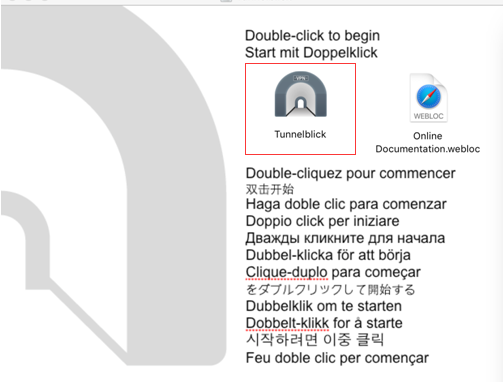 Double-click to begin
Start mit Doppelklick
VPN
Tunnelblick
WEBLOC
Online
Documentation.webloc
Double-cliquez pour commencer
双击开始
Haga doble clic para comenzar
Doppio click per iniziare
Дважды кликните для начала
Dubbel-klicka för att börja
Clique-duplo para começar
をダブルクリックして開始する
Dubbelklik om te starten
Dobbelt-klikk for å starte
시작하려면 이중 클릭
Feu doble clic per començar